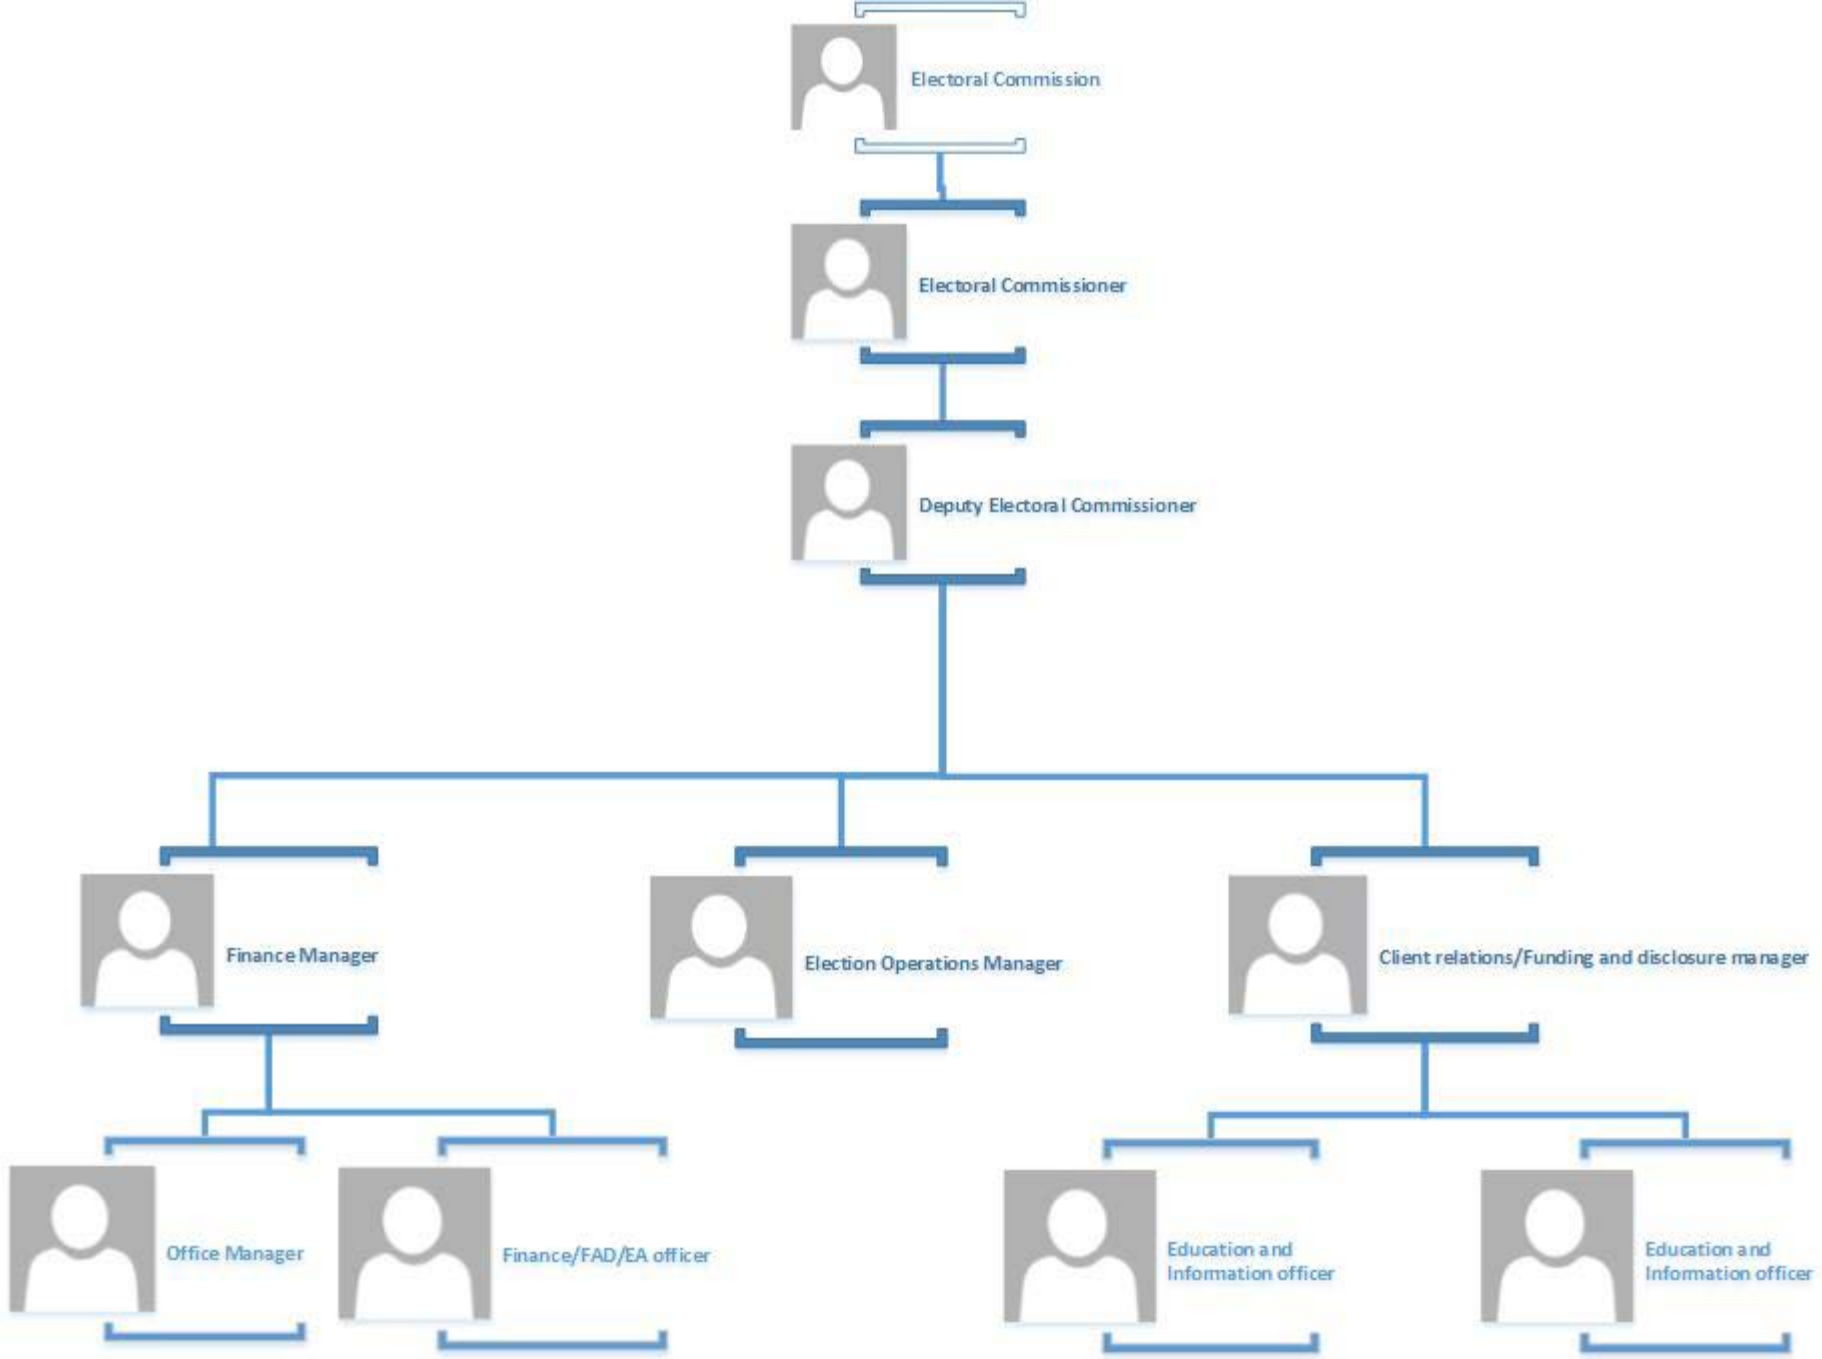 Electoral Commission
Electoral Commissioner
Deputy Electoral Commissioner
Finance Manager
Election Operations Manager
Client relations/Funding and disclosure manager
Office Manager
Finance/FAD/EA officer
Education and
Information officer
Education and
Information officer